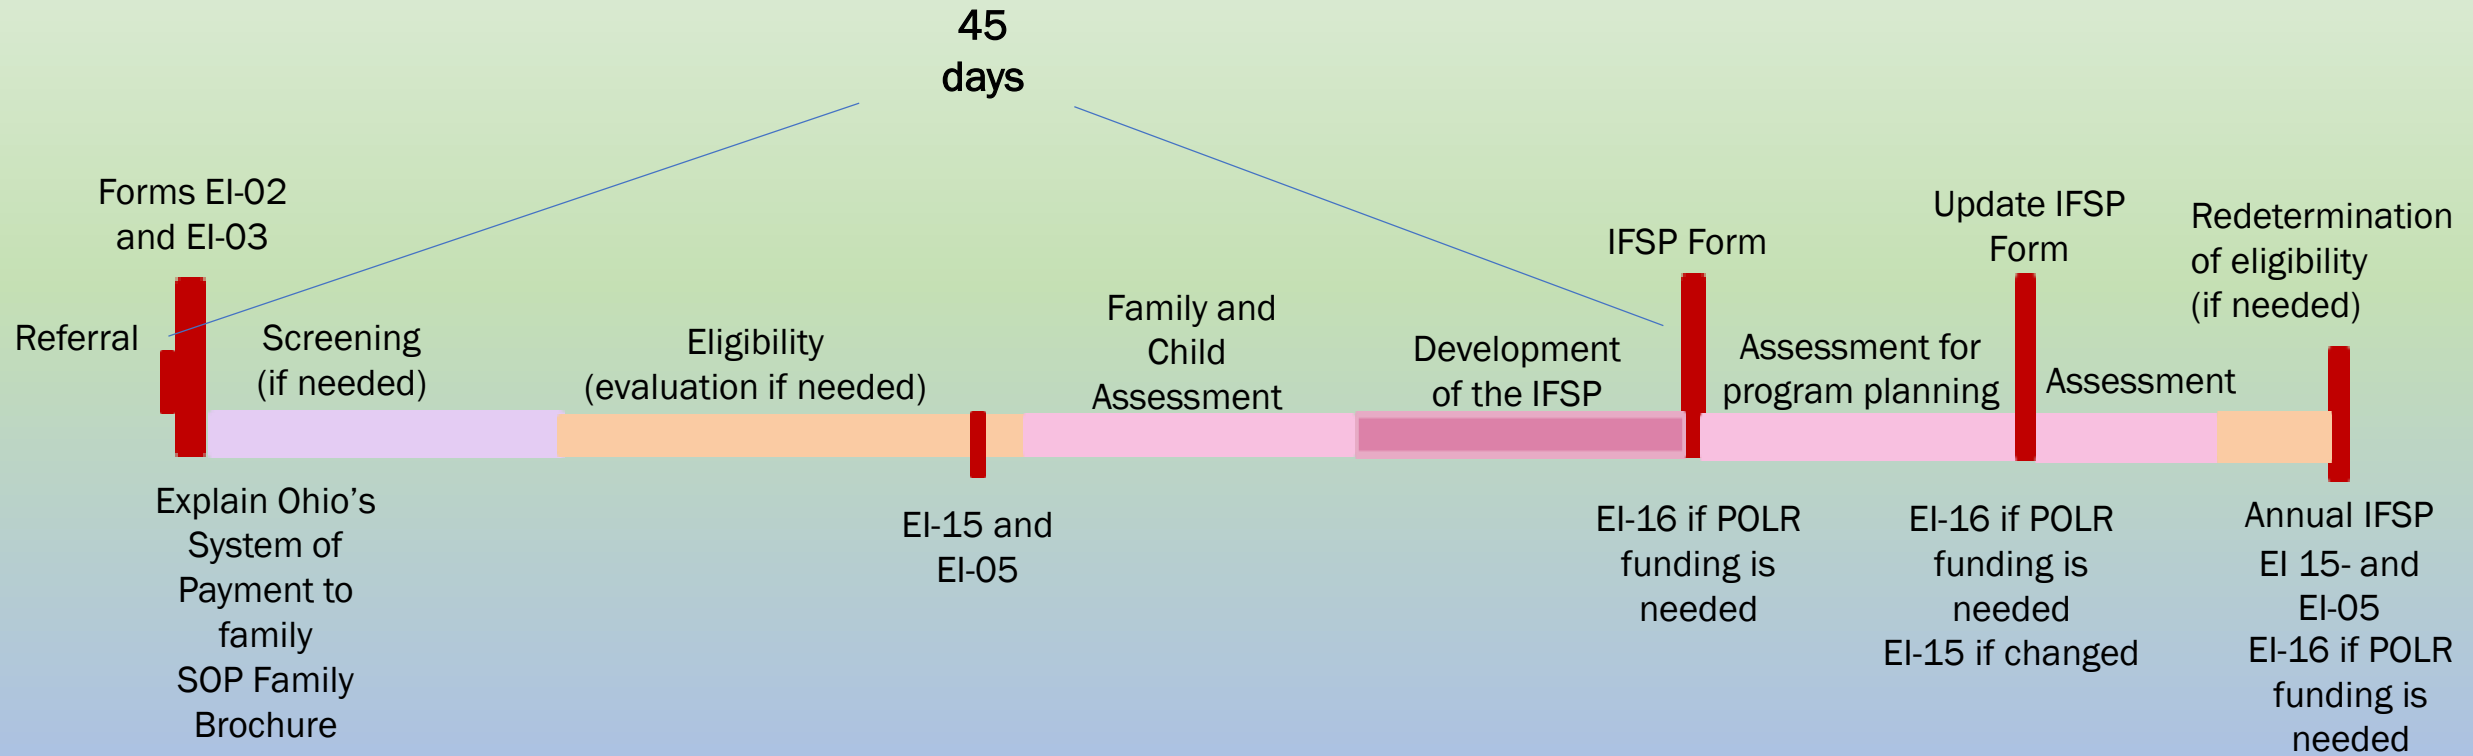 45
days
Forms EI-02
and EI-03
Referral
Screening
(if needed)
Eligibility
(evaluation if needed)
Family and
Child
Assessment
Development
of the IFSP
IFSP Form
Assessment for
program planning
Update IFSP
Form
Assessment
Redetermination
of eligibility
(if needed)
Explain Ohio’s
System of
Payment to
family
SOP Family
Brochure
EI-15 and
EI-05
EI-16 if POLR
funding is
needed
EI-16 if POLR
funding is
needed
EI-15 if changed
Annual IFSP
EI 15- and
EI-05
EI-16 if POLR
funding is
needed